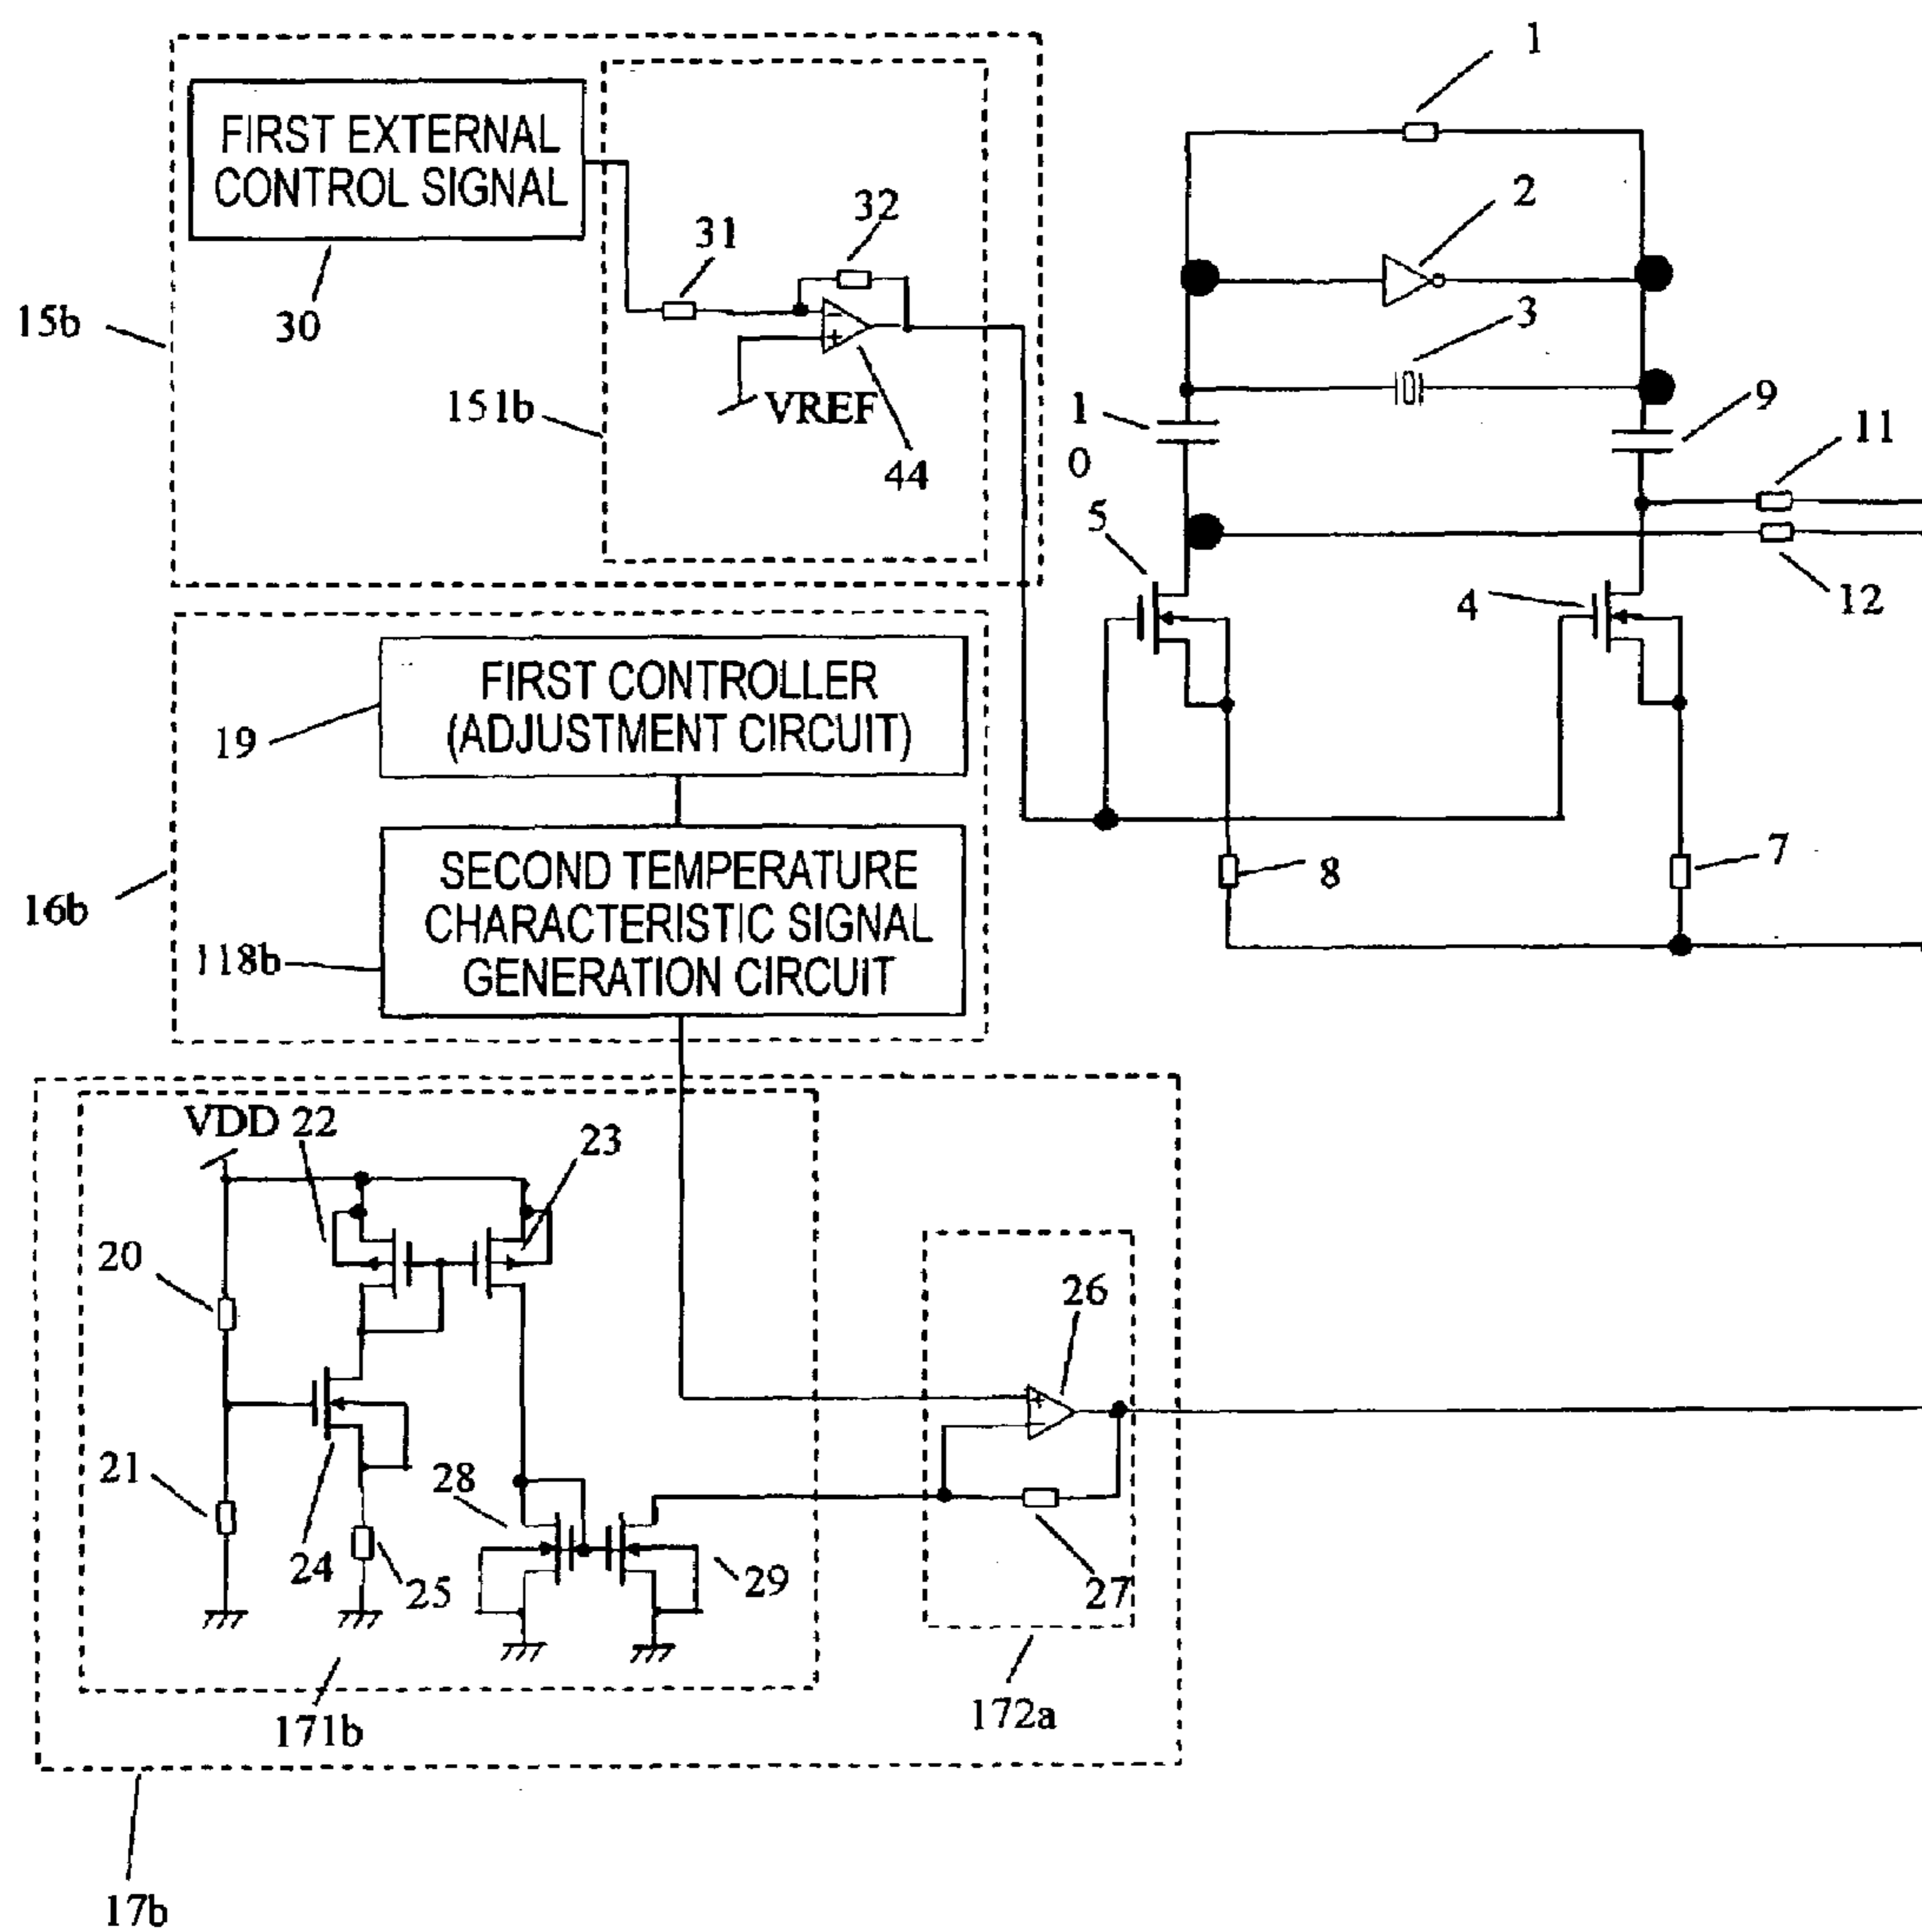 1
FIRST EXTERNAL
CONTROL SIGNAL
2
32
31
15b
30
3
151b
VREF
44
1
0
9
11
5
4
12
FIRST CONTROLLER
(ADJUSTMENT CIRCUIT)
19
SECOND TEMPERATURE
CHARACTERISTIC SIGNAL
GENERATION CIRCUIT
8
7
16b
118b
VDD 22
23
20
26
21
28
24
25
29
27
171b
172a
17b